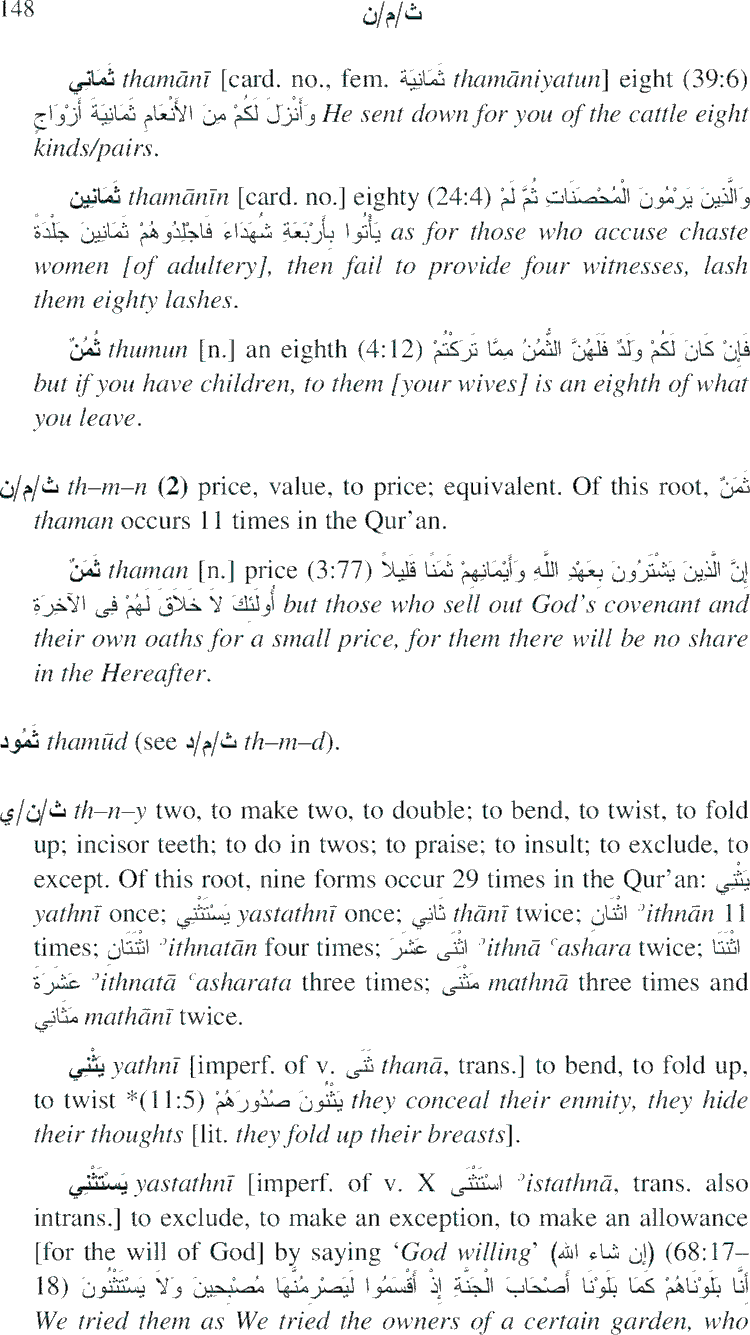 148 ث/م/ن
ثَمَانِي thamānī [card. no., fem. ثَمَانِيَة thamāniyatun] eight (39:6)
وَأَنْزَلَ لَكُمْ مِنَ الأَنْعَامِ ثَمَانِيَةَ أَزْوَاجٍ He sent down for you of the cattle eight
kinds/pairs.
ثَمَانِين thamānīn [card. no.] eighty (24:4) وَالَّذِينَ يَرْمُونَ الْمُحْصَنَاتِ ثُمَّ لَمْ
يَأْتُوا بِأَرْبَعَةِ شُهَدَاءَ فَاجْلِدُوهُمْ ثَمَانِينَ جَلْدَةً as for those who accuse chaste
women [of adultery], then fail to provide four witnesses, lash
them eighty lashes.
ثُمُنٌ thumun [n.] an eighth (4:12) فَإِنْ كَانَ لَكُمْ وَلَدٌ فَلَهُنَّ الثُّمُنُ مِمَّا تَرَكْتُمْ
but if you have children, to them [your wives] is an eighth of what
you leave.
ث/م/ن th–m–n (2) price, value, to price; equivalent. Of this root, ثَمَنٌ
thaman occurs 11 times in the Qur’an.
ثَمَنٌ thaman [n.] price (3:77) إِنَّ الَّذِينَ يَشْتَرُونَ بِعَهْدِ اللَّهِ وَأَيْمَانِهِمْ ثَمَنًا قَلِيلاً
أُولَئِكَ لاَ خَلاَقَ لَهُمْ فِى الآخِرَةِ but those who sell out God’s covenant and
their own oaths for a small price, for them there will be no share
in the Hereafter.
ثَمُود thamūd (see ث/م/د th–m–d).
ث/ن/ي th–n–y two, to make two, to double; to bend, to twist, to fold
up; incisor teeth; to do in twos; to praise; to insult; to exclude, to
except. Of this root, nine forms occur 29 times in the Qur’an: يَثْنِي
yathnī once; يَسْتَثْنِي yastathnī once; ثَانِي thānī twice; اثْنَان ʾithnān 11
times; اثْنَتَان ʾithnatān four times; اثْنَى عَشَرَ ʾithnā ʿashara twice; اثْنَتَا
عَشْرَةَ ʾithnatā ʿasharata three times; مَثْنَى mathnā three times and
مَثَانِي mathānī twice.
يَثْنِي yathnī [imperf. of v. ثَنَى thanā, trans.] to bend, to fold up,
to twist *(11:5) يَثْنُونَ صُدُورَهُمْ they conceal their enmity, they hide
their thoughts [lit. they fold up their breasts].
يَسْتَثْنِي yastathnī [imperf. of v. X اسْتَثْنَى ʾistathnā, trans. also
intrans.] to exclude, to make an exception, to make an allowance
[for the will of God] by saying ‘God willing’ (إن شاء الله) (68:17–
18) أَنَّا بَلَوْنَاهُمْ كَمَا بَلَوْنَا أَصْحَابَ الْجَنَّةِ إِذْ أَقْسَمُوا لَيَصْرِمُنَّهَا مُصْبِحِينَ وَلاَ يَسْتَثْنُونَ
We tried them as We tried the owners of a certain garden, who